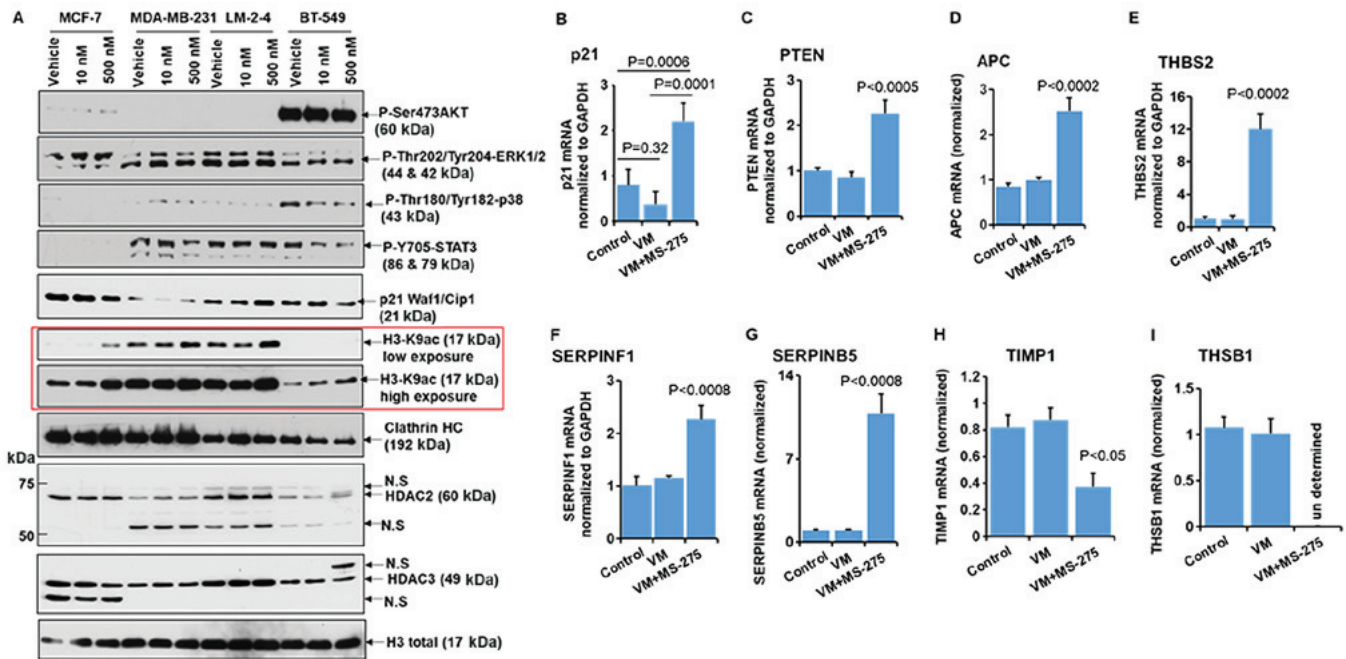 A
MCF-7 MDA-MB-231 LM-2-4 BT-549
Vehicle 10 nM 500 nM Vehicle 10 nM 500 nM Vehicle 10 nM 500 nM Vehicle 10 nM 500 nM
P-Ser473AKT
(60 kDa)
P-Thr202/Tyr204-ERK1/2
(44 & 42 kDa)
P-Thr180/Tyr182-p38
(43 kDa)
P-Y705-STAT3
(86 & 79 kDa)
p21 Waf1/Cip1
(21 kDa)
H3-K9ac (17 kDa)
low exposure
H3-K9ac (17 kDa)
high exposure
Clathrin HC
(192 kDa)
kDa
75
50
N.S
HDAC2 (60 kDa)
N.S
N.S
HDAC3 (49 kDa)
N.S
H3 total (17 kDa)
B
p21
P=0.0006
P=0.0001
P=0.32
p21 mRNA
normalized to GAPDH
3
2
1
0
Control VM VM+MS-275
C
PTEN
P<0.0005
PTEN mRNA
normalized to GAPDH
3
2
1
0
Control VM VM+MS-275
D
APC
P<0.0002
APC mRNA (normalized)
3
2
1
0
Control VM VM+MS-275
E
THBS2
P<0.0002
THBS2 mRNA
normalized to GAPDH
16
12
8
4
0
Control VM VM+MS-275
F
SERPINF1
P<0.0008
SERPINF1 mRNA
normalized to GAPDH
3
2
1
0
Control VM VM+MS-275
G
SERPINB5
P<0.0008
SERPINB5 mRNA (normalized)
14
7
0
Control VM VM+MS-275
H
TIMP1
P<0.05
TIMP1 mRNA (normalized)
1
0.8
0.6
0.4
0.2
0
Control VM VM+MS-275
I
THSB1
un determined
THSB1 mRNA (normalized)
1.5
1
0.5
0
Control VM VM+MS-275